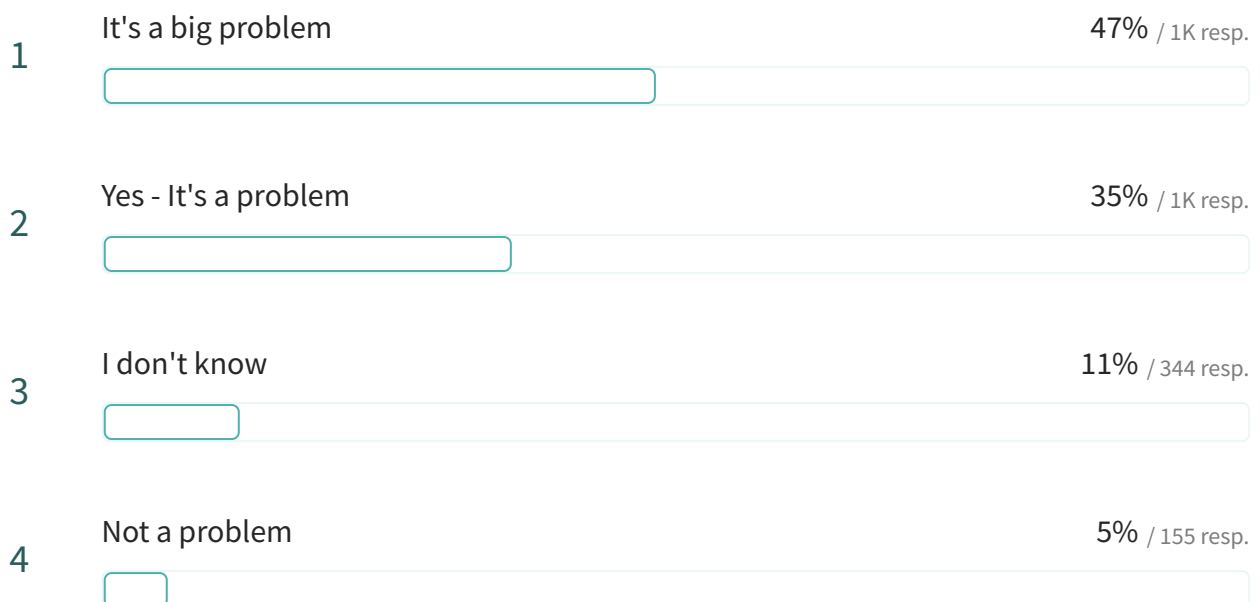 1
It's a big problem
47% / 1K resp.
2
Yes - It's a problem
35% / 1K resp.
3
I don't know
11% / 344 resp.
4
Not a problem
5% / 155 resp.